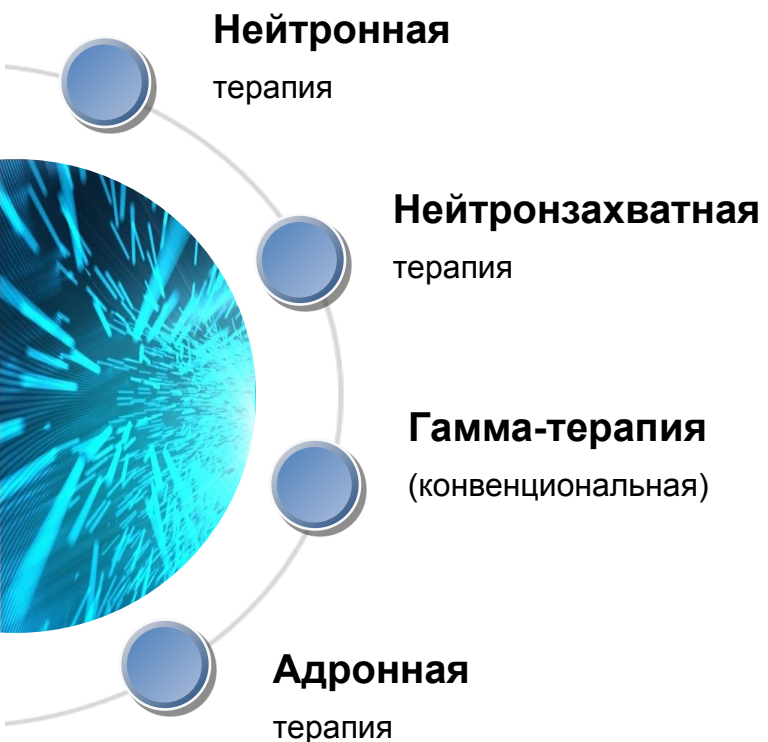 Нейтронная
терапия
Нейтронзахватная
терапия
Гамма-терапия
(конвенциональная)
Адронная
терапия